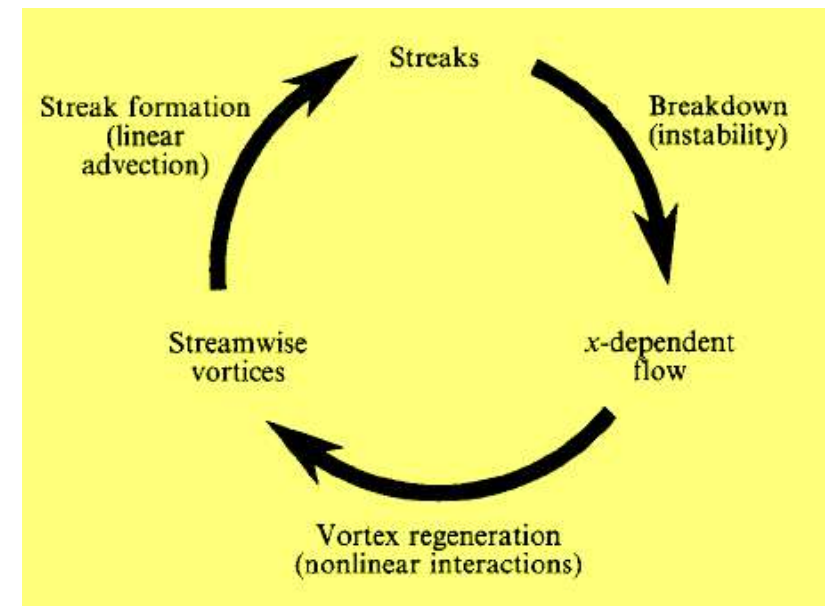 Streaks
Breakdown
(instability)
x-dependent
flow
Vortex regeneration
(nonlinear interactions)
Streamwise
vortices
Streak formation
(linear
advection)